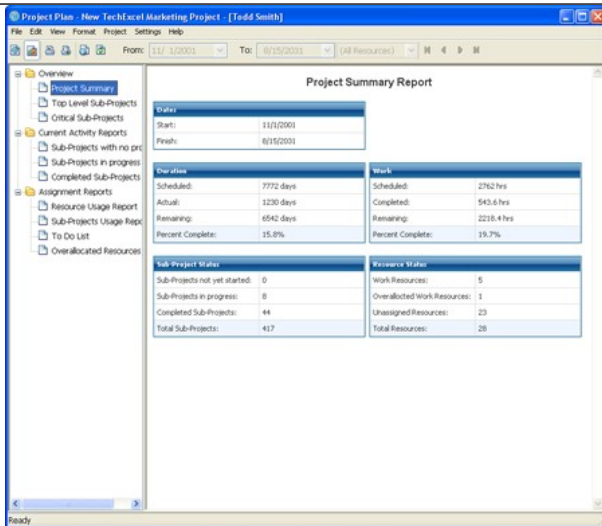 Project Plan - New TechExcel Marketing Project - [Todd Smith]
File Edit View Format Project Settings Help
From: 11/ 1/2001 To: 8/15/2031 (All Resources)
Overview
Project Summary
Top Level Sub-Projects
Critical Sub-Projects
Current Activity Reports
Sub-Projects with no pro
Sub-Projects in progress
Completed Sub-Projects
Assignment Reports
Resource Usage Report
Sub-Projects Usage Repo
To Do List
Overallocated Resources
Project Summary Report
Dates
Start: 11/1/2001
Finish: 8/15/2031
Duration
Scheduled: 7772 days
Actual: 1230 days
Remaining: 6542 days
Percent Complete: 15.8%
Work
Scheduled: 2762 hrs
Completed: 543.6 hrs
Remaining: 2218.4 hrs
Percent Complete: 19.7%
Sub-Project Status
Sub-Projects not yet started: 0
Sub-Projects in progress: 8
Completed Sub-Projects: 44
Total Sub-Projects: 417
Resource Status
Work Resources: 5
Overallocted Work Resources: 1
Unassigned Resources: 23
Total Resources: 28
Ready